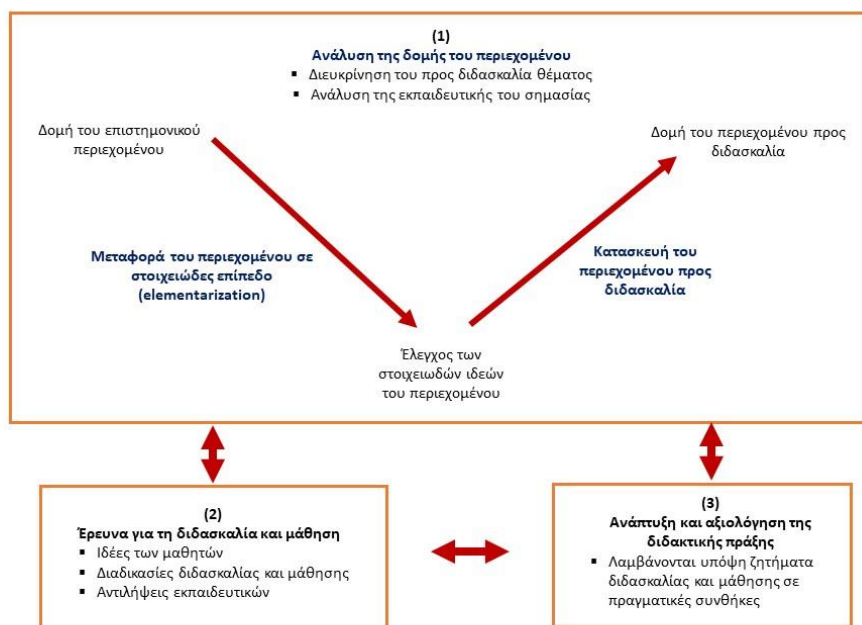 (1)
Ανάλυση της δομής του περιεχομένου
▪ Διευκρίνηση του προς διδασκαλία θέματος
▪ Ανάλυση της εκπαιδευτικής του σημασίας
Δομή του επιστημονικού
περιεχομένου
Δομή του περιεχομένου προς
διδασκαλία
Μεταφορά του περιεχομένου σε
στοιχειώδες επίπεδο
(elementarization)
Κατασκευή του
περιεχομένου προς
διδασκαλία
Έλεγχος των
στοιχειωδών ιδεών
του περιεχομένου
(2)
Έρευνα για τη διδασκαλία και μάθηση
▪ Ιδέες των μαθητών
▪ Διαδικασίες διδασκαλίας και μάθησης
▪ Αντιλήψεις εκπαιδευτικών
(3)
Ανάπτυξη και αξιολόγηση της
διδακτικής πράξης
▪ Λαμβάνονται υπόψη ζητήματα
διδασκαλίας και μάθησης σε
πραγματικές συνθήκες